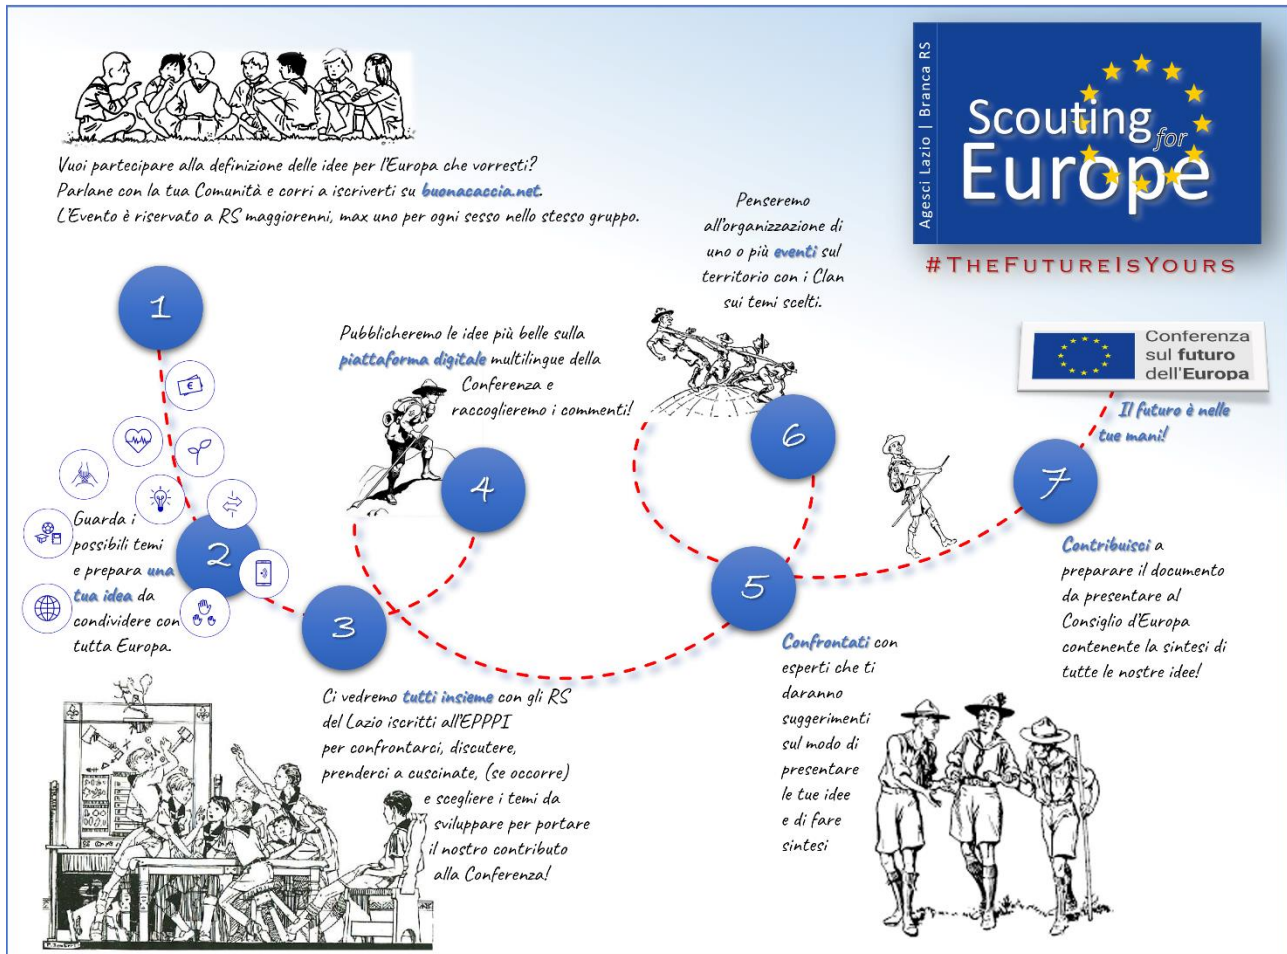 Vuoi partecipare alla definizione delle idee per l'Europa che vorresti?
Parlane con la tua Comunità e corri a iscriverti su buonacaccia.net.
L'Evento è riservato a RS maggiorenni, max uno per ogni sesso nello stesso gruppo.
Agesci Lazio | Branca RS
Scouting
for
Europe
#THEFUTUREISYOURS
1
2
Guarda i
possibili temi
e prepara una
tua idea da
condividere con
tutta Europa.
3
Ci vedremo tutti insieme con gli RS
del Lazio iscritti all'EPPPI
per confrontarci, discutere,
prenderci a cuscinate, (se occorre)
e scegliere i temi da
sviluppare per portare
il nostro contributo
alla Conferenza!
Pubblicheremo le idee più belle sulla
piattaforma digitale multilingue della
Conferenza e
raccoglieremo i commenti!
4
5
Confrontati con
esperti che ti
daranno
suggerimenti
sul modo di
presentare
le tue idee
e di fare
sintesi
Penseremo
all'organizzazione di
uno o più eventi sul
territorio con i Clan
sui temi scelti.
6
7
Contribuisci a
preparare il documento
da presentare al
Consiglio d'Europa
contenente la sintesi di
tutte le nostre idee!
Conferenza
sul futuro
dell'Europa
Il futuro è nelle
tue mani!